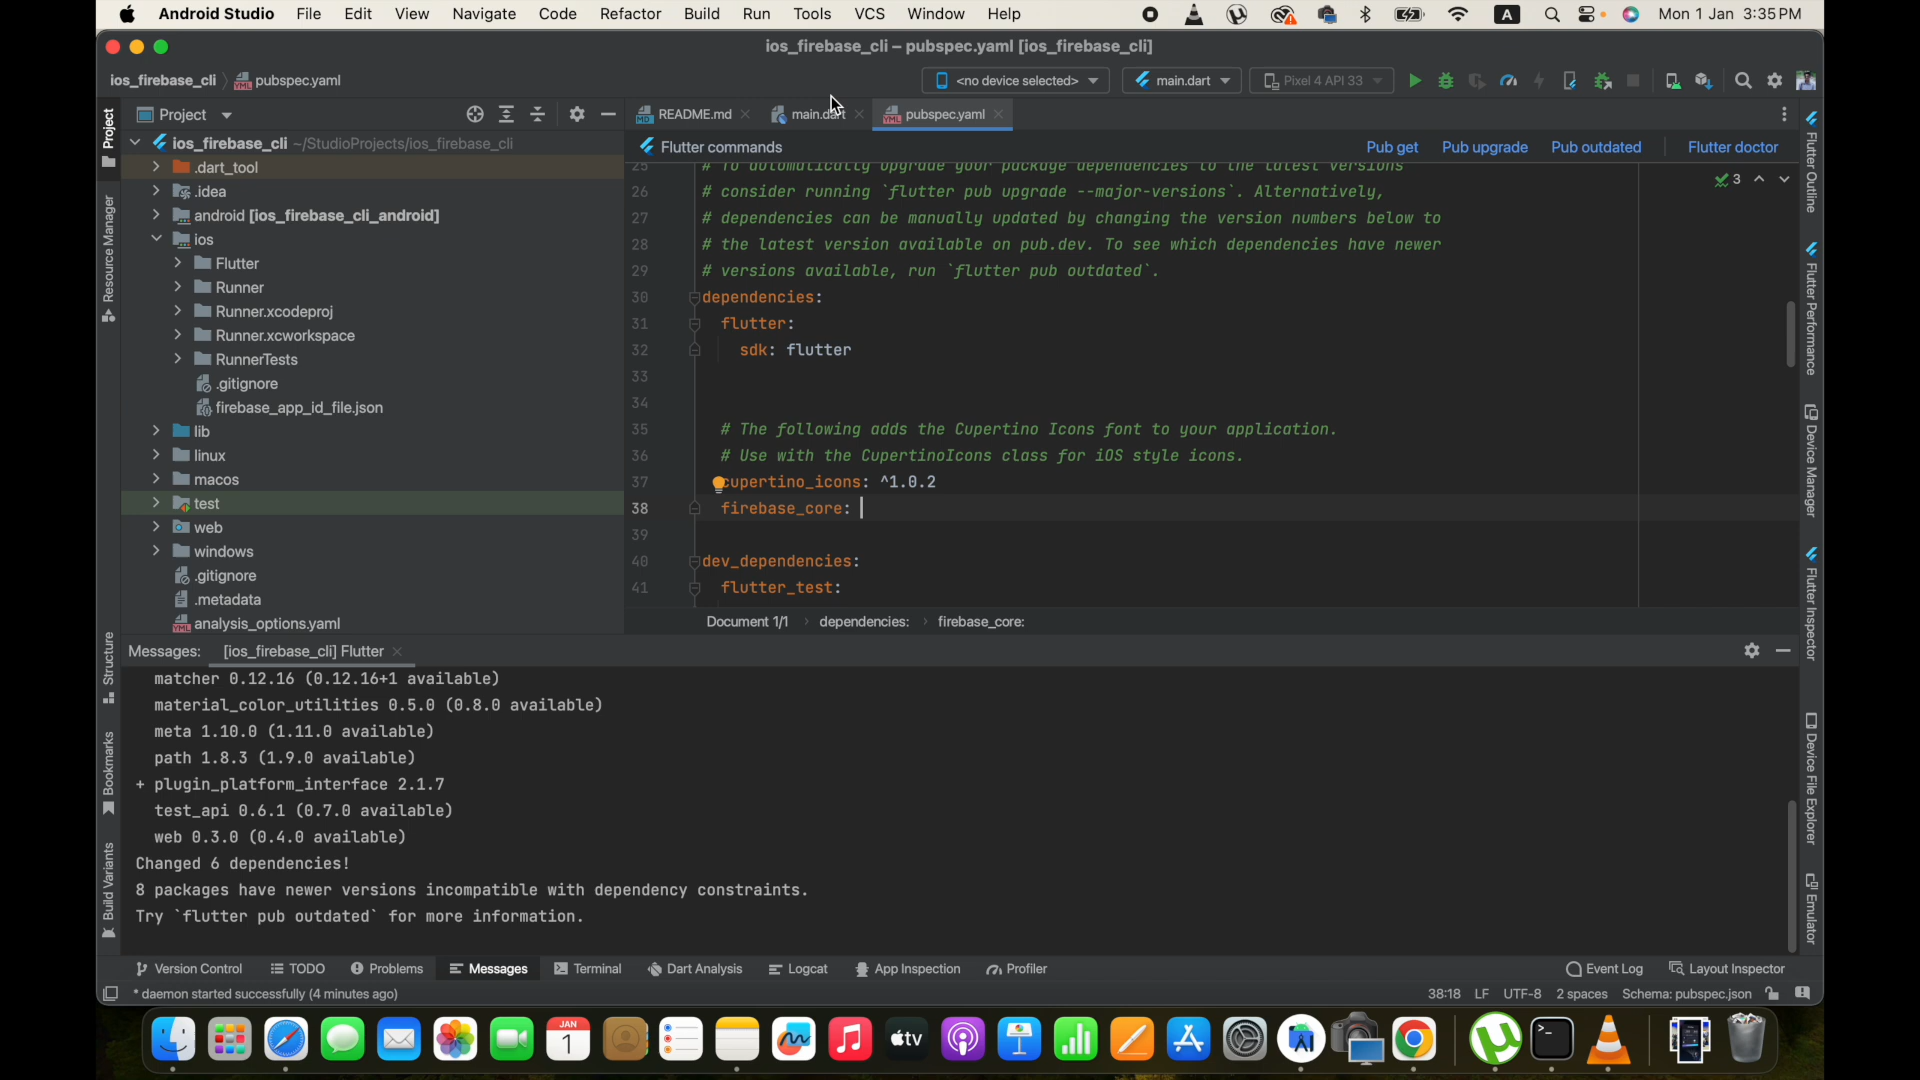 Android Studio File Edit View Navigate Code Refactor Build Run Tools VCS Window Help A Mon 1 Jan 3:35 PM
ios_firebase_cli – pubspec.yaml [ios_firebase_cli]
ios_firebase_cli pubspec.yaml <no device selected> main.dart Pixel 4 API 33
Project README.md main.dart pubspec.yaml
ios_firebase_cli ~/StudioProjects/ios_firebase_cli
.dart_tool
.idea
android [ios_firebase_cli_android]
ios
Flutter
Runner
Runner.xcodeproj
Runner.xcworkspace
RunnerTests
.gitignore
firebase_app_id_file.json
lib
linux
macos
test
web
windows
.gitignore
.metadata
analysis_options.yaml
Flutter commands Pub get Pub upgrade Pub outdated Flutter doctor
3
25 # To automatically upgrade your package dependencies to the latest versions
26 # consider running `flutter pub upgrade --major-versions`. Alternatively,
27 # dependencies can be manually updated by changing the version numbers below to
28 # the latest version available on pub.dev. To see which dependencies have newer
29 # versions available, run `flutter pub outdated`.
30 dependencies:
31 flutter:
32 sdk: flutter
33
34
35 # The following adds the Cupertino Icons font to your application.
36 # Use with the CupertinoIcons class for iOS style icons.
37 cupertino_icons: ^1.0.2
38 firebase_core:
39
40 dev_dependencies:
41 flutter_test:
Document 1/1 dependencies: firebase_core:
Messages: [ios_firebase_cli] Flutter
matcher 0.12.16 (0.12.16+1 available)
material_color_utilities 0.5.0 (0.8.0 available)
meta 1.10.0 (1.11.0 available)
path 1.8.3 (1.9.0 available)
+ plugin_platform_interface 2.1.7
test_api 0.6.1 (0.7.0 available)
web 0.3.0 (0.4.0 available)
Changed 6 dependencies!
8 packages have newer versions incompatible with dependency constraints.
Try `flutter pub outdated` for more information.
Project
Resource Manager
Structure
Bookmarks
Build Variants
Flutter Outline
Flutter Performance
Device Manager
Flutter Inspector
Device File Explorer
Emulator
Version Control TODO Problems Messages Terminal Dart Analysis Logcat App Inspection Profiler Event Log Layout Inspector
* daemon started successfully (4 minutes ago) 38:18 LF UTF-8 2 spaces Schema: pubspec.json
JAN
1
tv